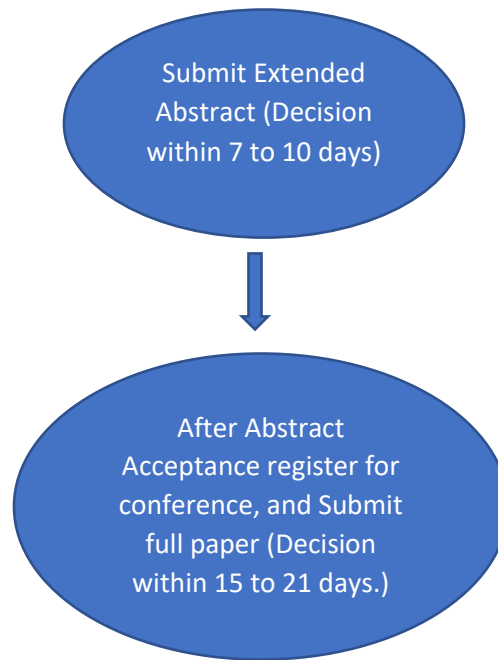 Submit Extended
Abstract (Decision
within 7 to 10 days)
After Abstract
Acceptance register for
conference, and Submit
full paper (Decision
within 15 to 21 days.)